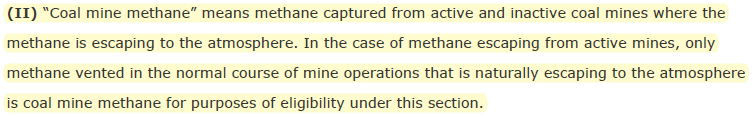 (II) “Coal mine methane” means methane captured from active and inactive coal mines where the
methane is escaping to the atmosphere. In the case of methane escaping from active mines, only
methane vented in the normal course of mine operations that is naturally escaping to the atmosphere
is coal mine methane for purposes of eligibility under this section.